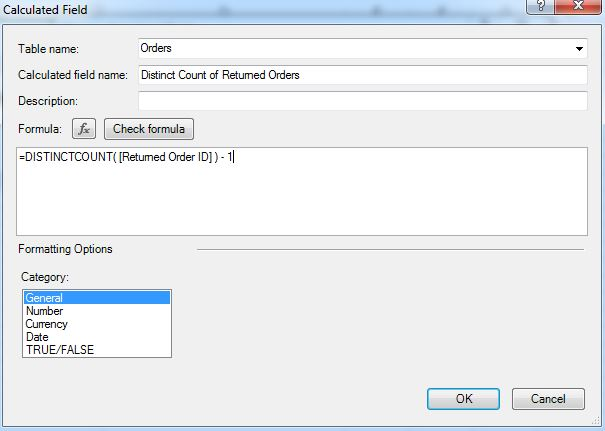 Calculated Field
?
Table name: Orders
Calculated field name: Distinct Count of Returned Orders
Description:
Formula: fx Check formula
=DISTINCTCOUNT( [Returned Order ID] ) - 1
Formatting Options
Category:
General
Number
Currency
Date
TRUE/FALSE
OK Cancel